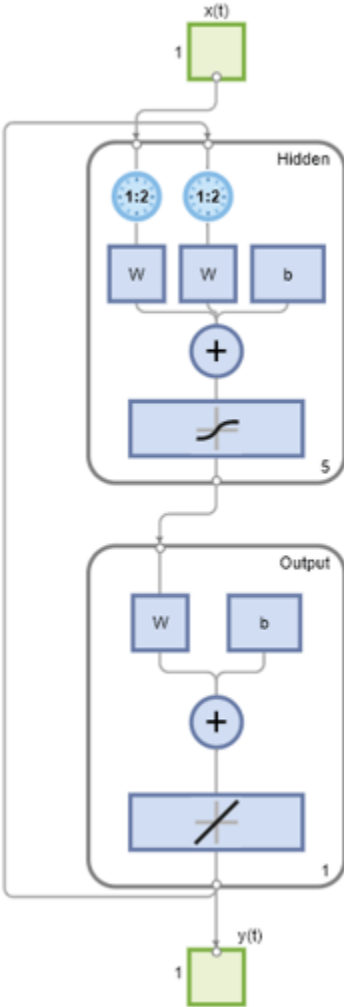 x(t)
1
Hidden
1:2 1:2
W W b
+
5
Output
W b
+
1
y(t)
1